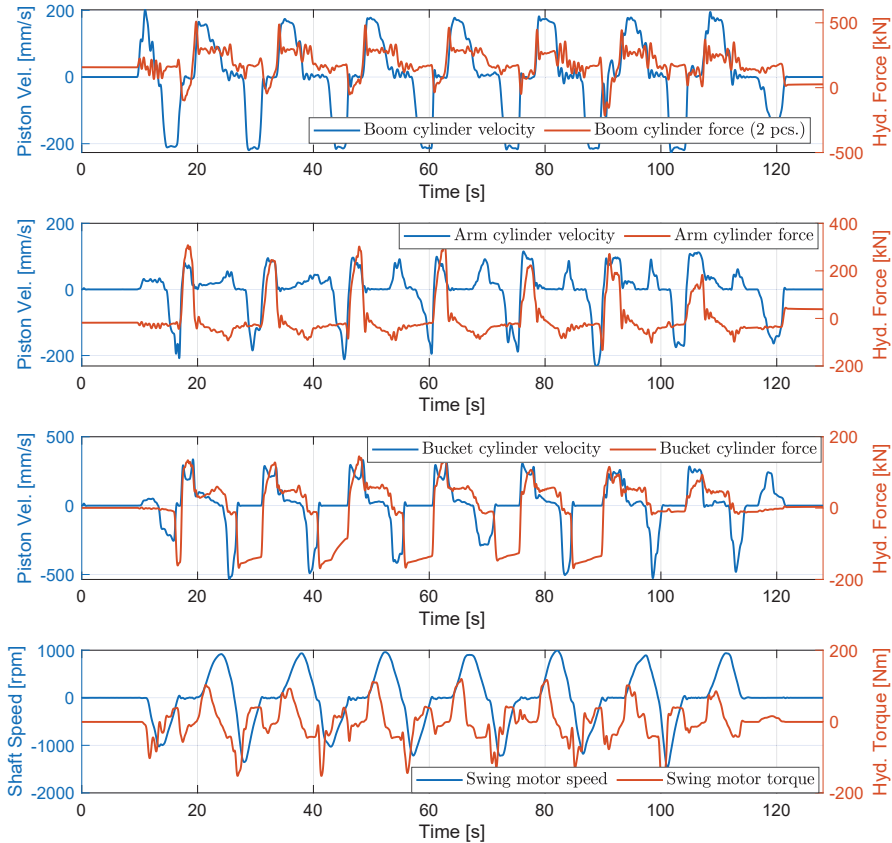 200
0
-200
Piston Vel. [mm/s]
500
0
-500
Hyd. Force [kN]
Boom cylinder velocity
Boom cylinder force (2 pcs.)
0 20 40 60 80 100 120
Time [s]
200
0
-200
Piston Vel. [mm/s]
400
200
0
-200
Hyd. Force [kN]
Arm cylinder velocity
Arm cylinder force
0 20 40 60 80 100 120
Time [s]
500
0
-500
Piston Vel. [mm/s]
200
0
-200
Hyd. Force [kN]
Bucket cylinder velocity
Bucket cylinder force
0 20 40 60 80 100 120
Time [s]
1000
0
-1000
-2000
Shaft Speed [rpm]
200
0
-200
Hyd. Torque [Nm]
Swing motor speed
Swing motor torque
0 20 40 60 80 100 120
Time [s]